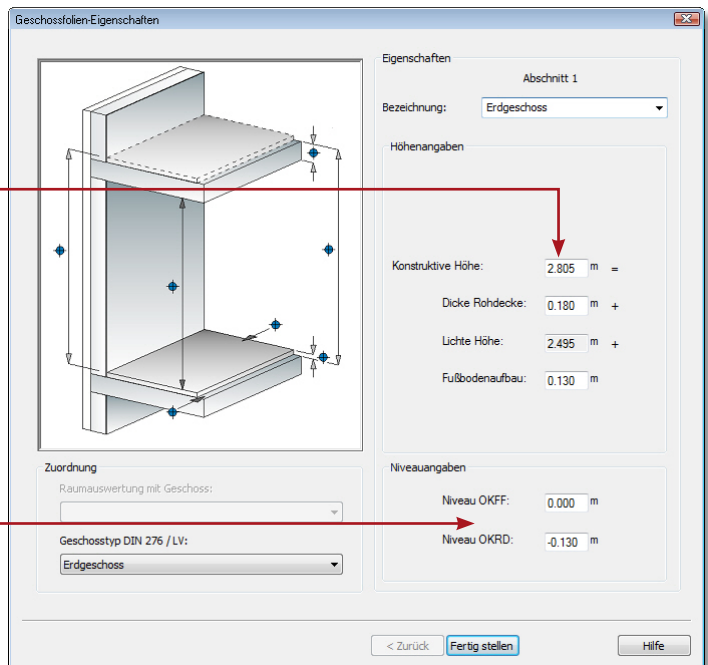 Geschossfolien-Eigenschaften
Eigenschaften
Abschnitt 1
Bezeichnung: Erdgeschoss
Höhenangaben
Konstruktive Höhe: 2.805 m =
Dicke Rohdecke: 0.180 m +
Lichte Höhe: 2.495 m +
Fußbodenaufbau: 0.130 m
Zuordnung
Raumauswertung mit Geschoss:
Geschosstyp DIN 276 / LV:
Erdgeschoss
Niveauangaben
Niveau OKFF: 0.000 m
Niveau OKRD: -0.130 m
< Zurück Fertig stellen Hilfe